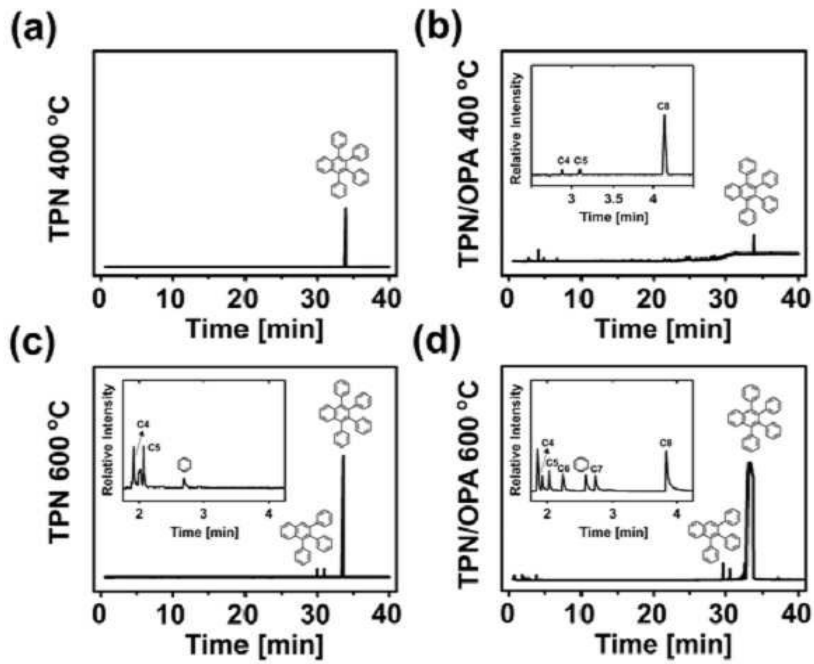 (a)
TPN 400 °C
0 10 20 30 40
Time [min]
(b)
TPN/OPA 400 °C
Relative Intensity
C4 C5 C8
3 3.5 4
Time [min]
0 10 20 30 40
Time [min]
(c)
TPN 600 °C
Relative Intensity
C4
C5
2 3 4
Time [min]
0 10 20 30 40
Time [min]
(d)
TPN/OPA 600 °C
Relative Intensity
C4
C5 C6 C7 C8
2 3 4
Time [min]
0 10 20 30 40
Time [min]